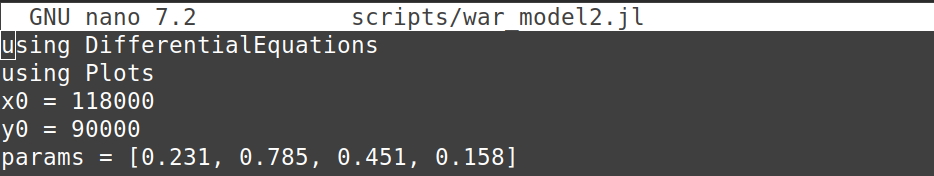 GNU nano 7.2 scripts/war_model2.jl
using DifferentialEquations
using Plots
x0 = 118000
y0 = 90000
params = [0.231, 0.785, 0.451, 0.158]